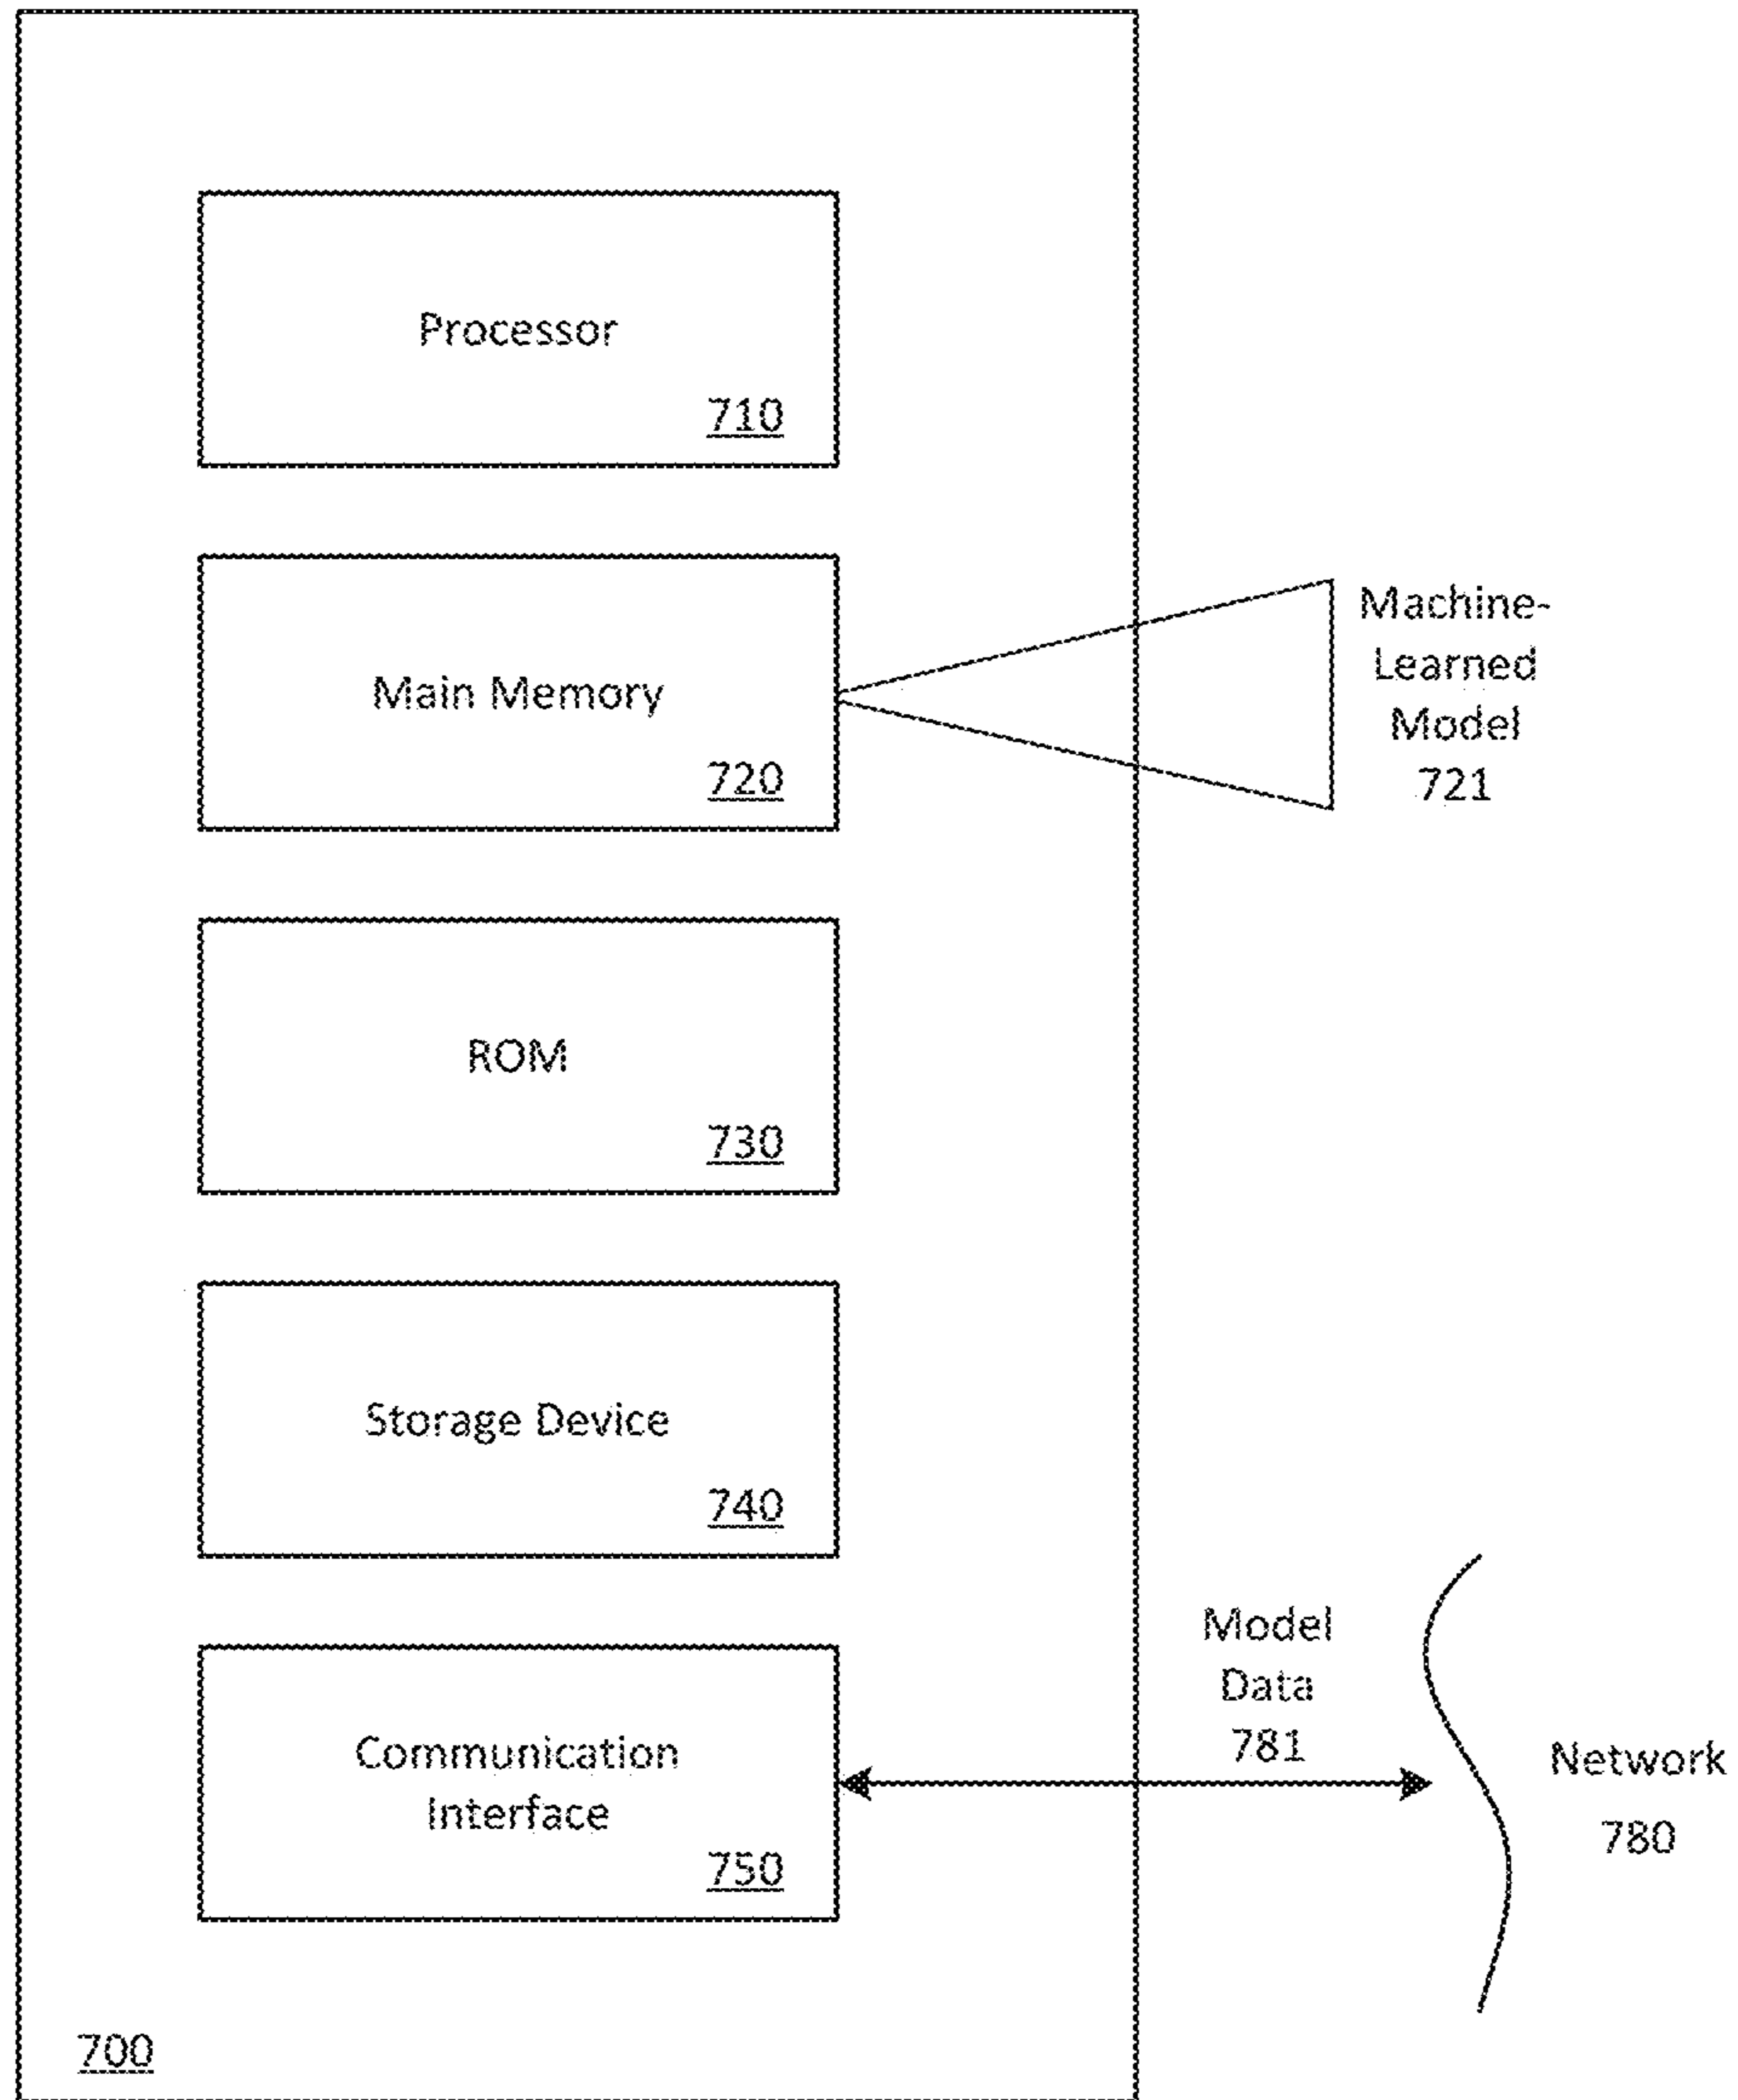 Processor
710
Main Memory
720
Machine-
Learned
Model
721
ROM
730
Storage Device
740
Communication
Interface
750
Model
Data
781
Network
780
700